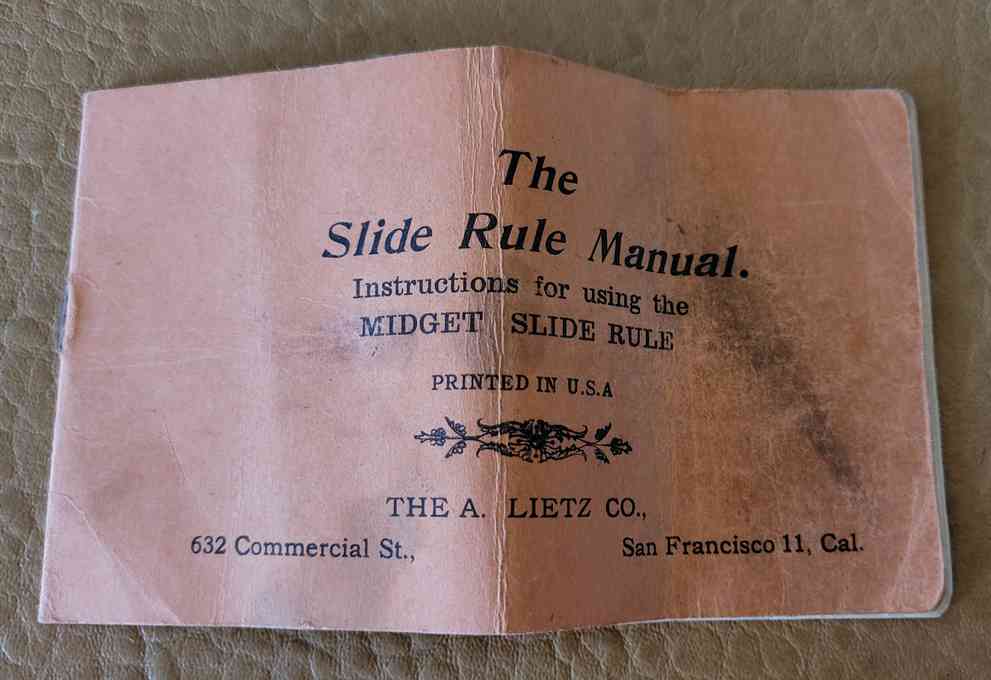 The
Slide Rule Manual.
Instructions for using the
MIDGET SLIDE RULE
PRINTED IN U.S.A
THE A. LIETZ CO.,
632 Commercial St., San Francisco 11, Cal.